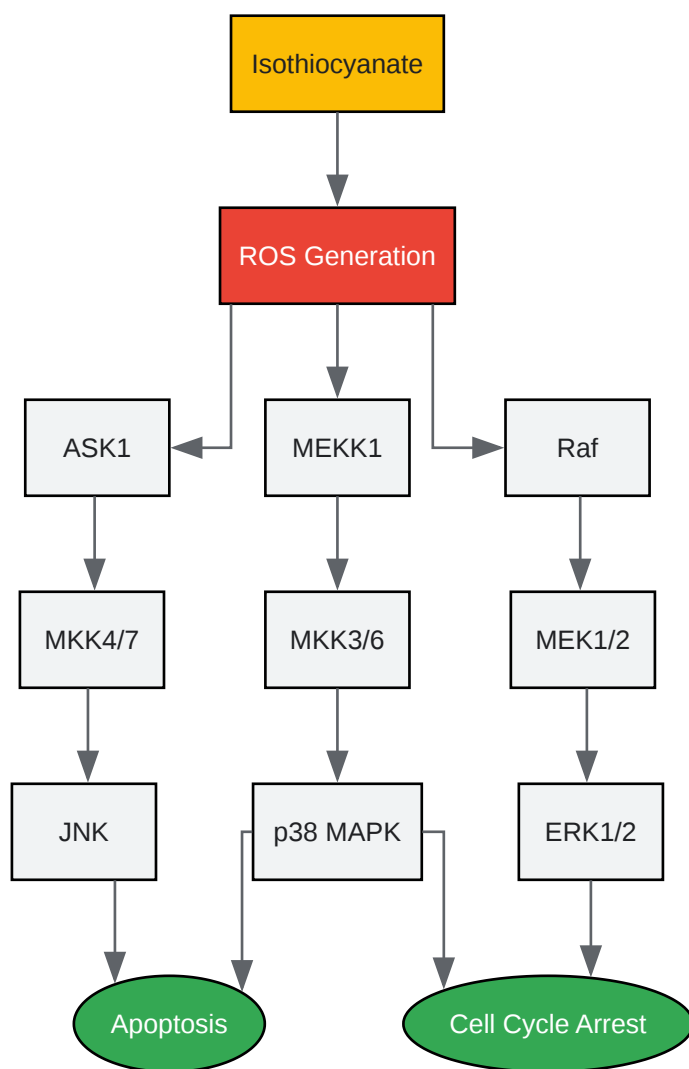 Isothiocyanate
ROS Generation
ASK1
MEKK1
Raf
MKK4/7
MKK3/6
MEK1/2
JNK
p38 MAPK
ERK1/2
Apoptosis
Cell Cycle Arrest